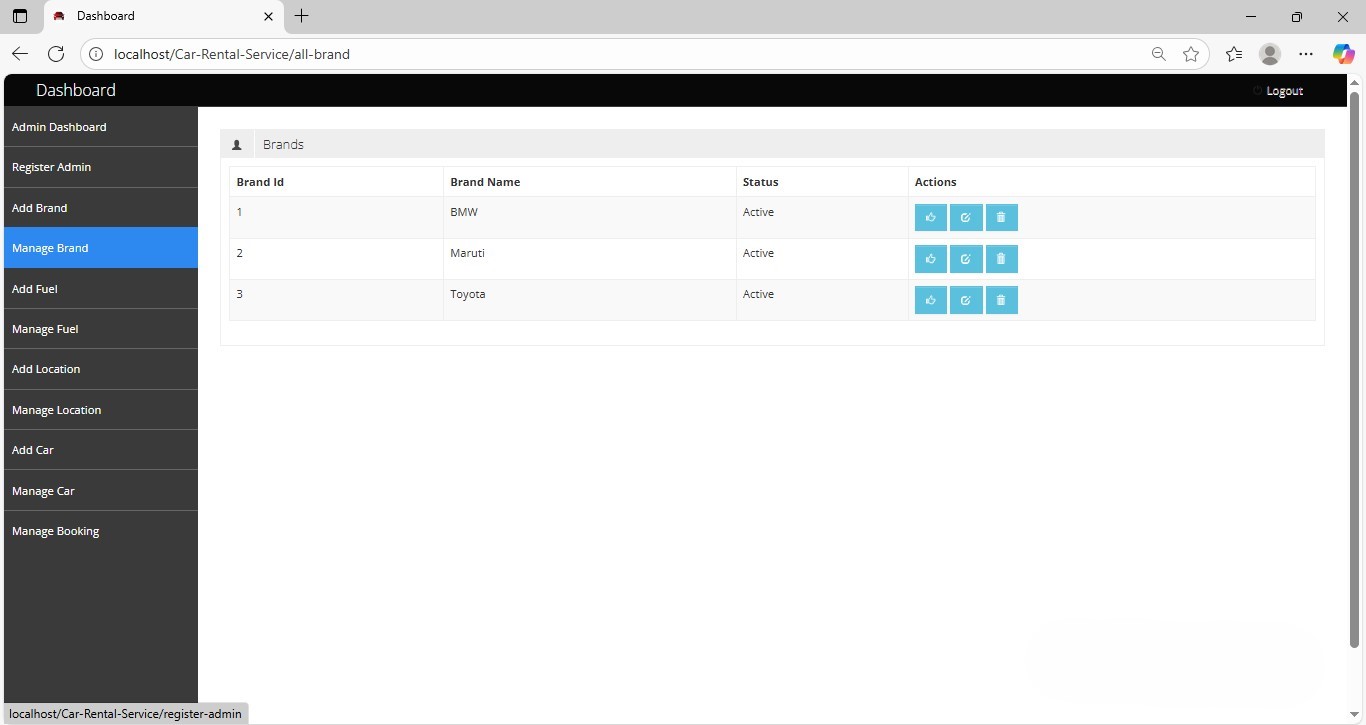 Dashboard
localhost/Car-Rental-Service/all-brand
Dashboard
Logout
Admin Dashboard
Register Admin
Add Brand
Manage Brand
Add Fuel
Manage Fuel
Add Location
Manage Location
Add Car
Manage Car
Manage Booking
Brands
Brand Id Brand Name Status Actions
1 BMW Active
2 Maruti Active
3 Toyota Active
localhost/Car-Rental-Service/register-admin